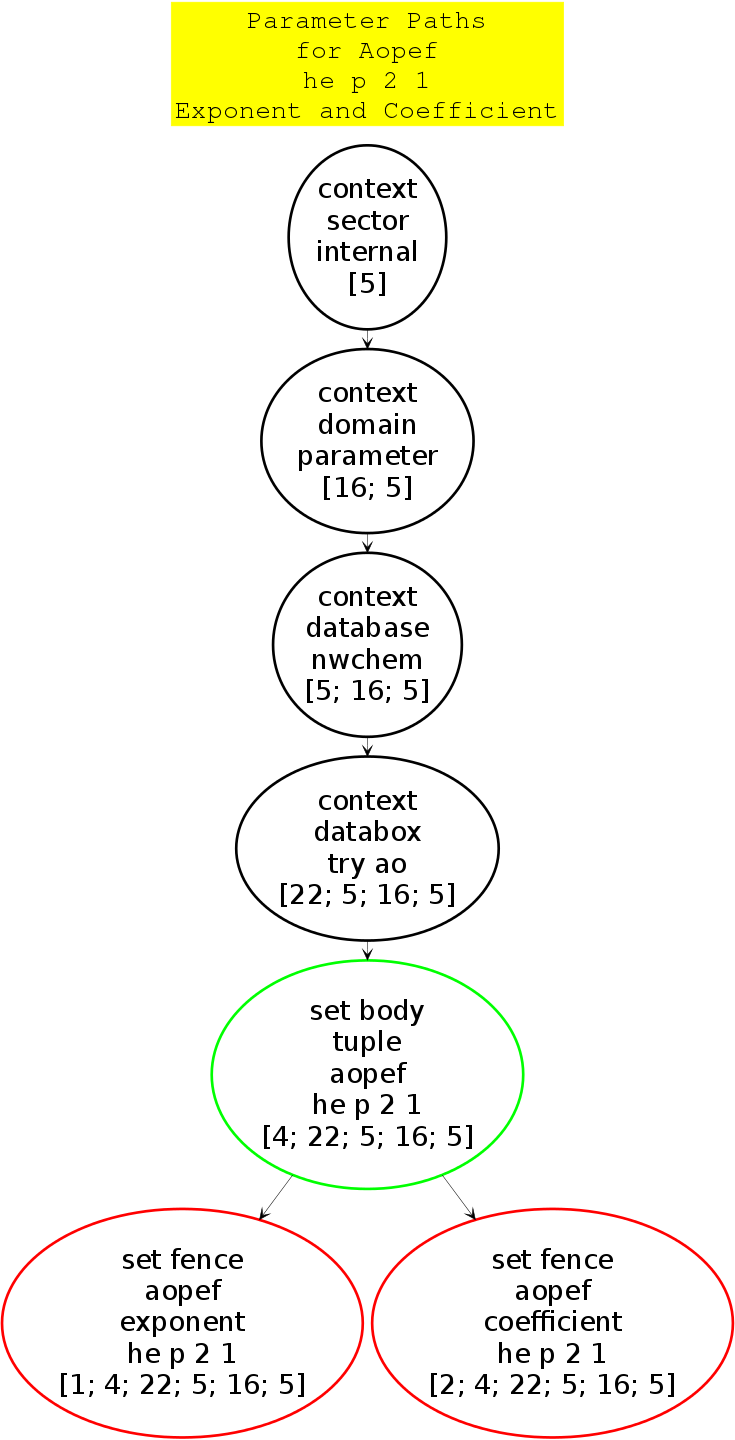 Parameter Paths
for Aopef
he p 2 1
Exponent and Coefficient
context
sector
internal
[5]
context
domain
parameter
[16; 5]
context
database
nwchem
[5; 16; 5]
context
databox
try ao
[22; 5; 16; 5]
set body
tuple
aopef
he p 2 1
[4; 22; 5; 16; 5]
set fence
aopef
exponent
he p 2 1
[1; 4; 22; 5; 16; 5]
set fence
aopef
coefficient
he p 2 1
[2; 4; 22; 5; 16; 5]